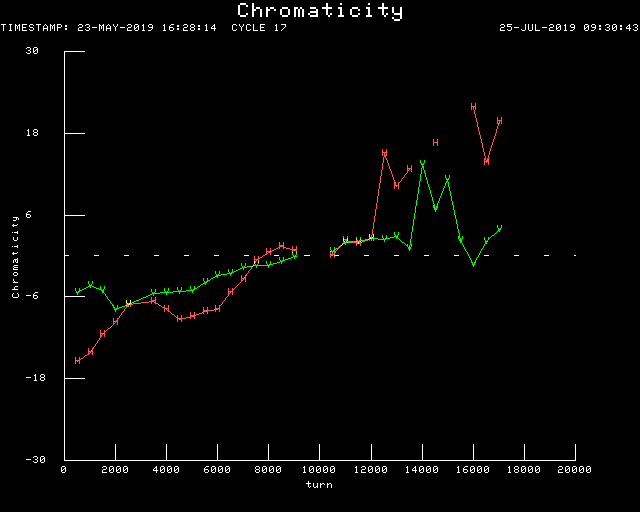 Chromaticity
TIMESTAMP: 23-MAY-2019 16:28:14  CYCLE 17
25-JUL-2019 09:30:43
30
18
6
-6
-18
-30
Chromaticity
0 2000 4000 6000 8000 10000 12000 14000 16000 18000 20000
turn